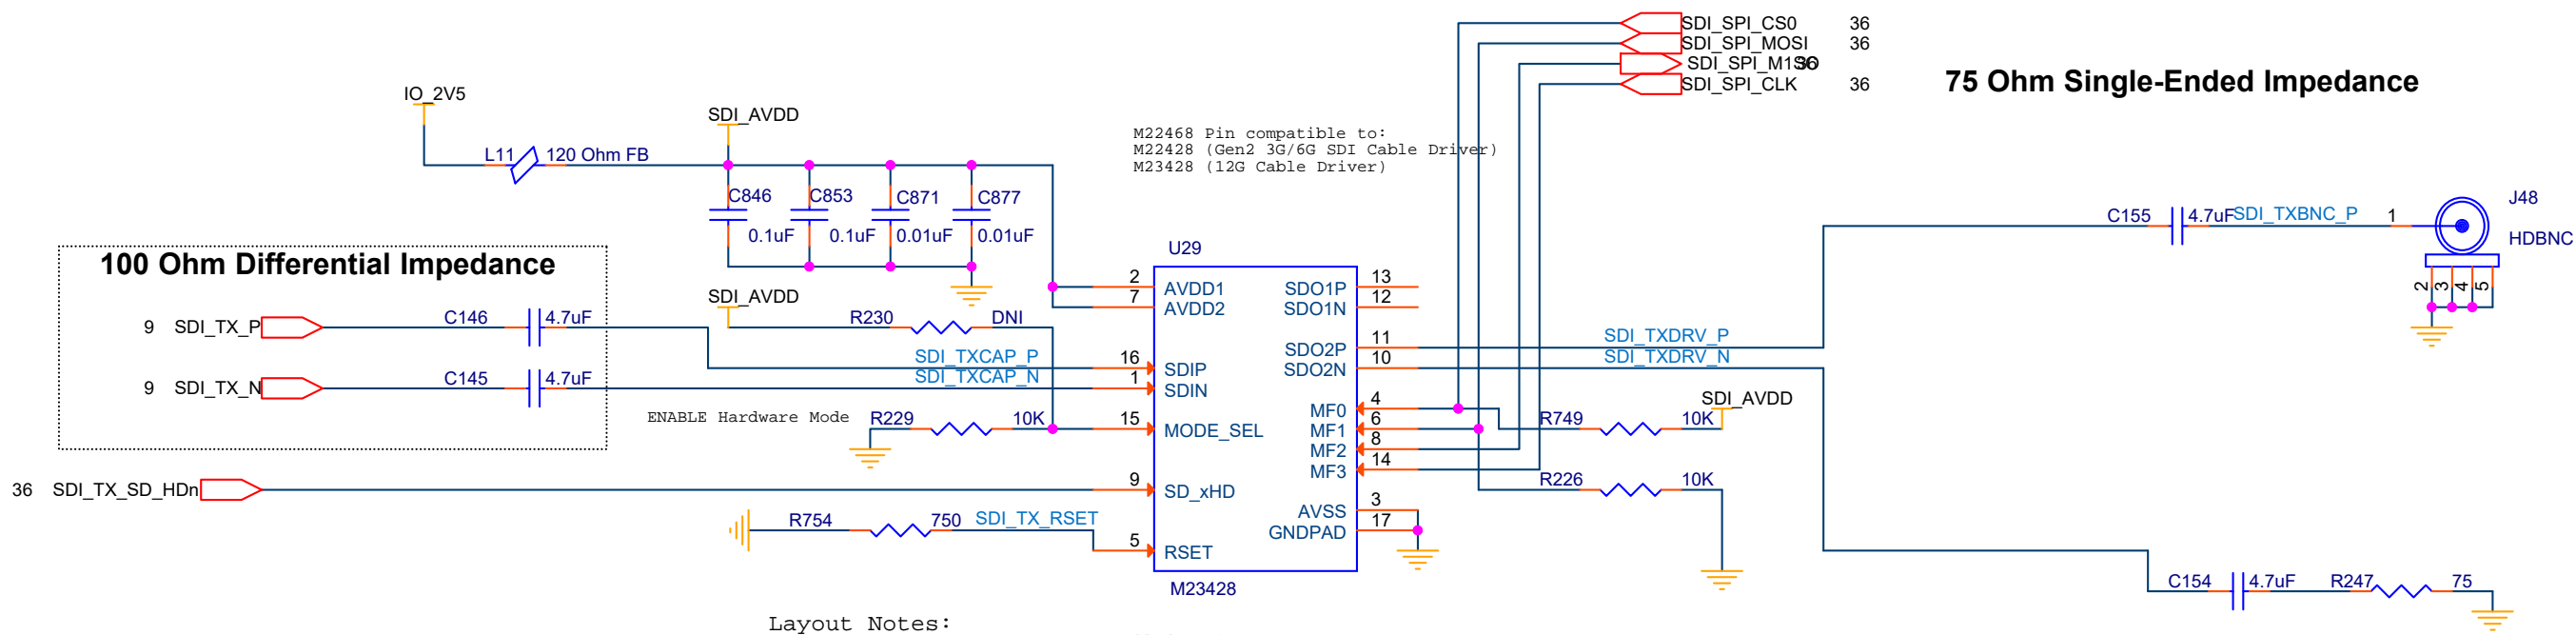 SDI_SPI_CS0 36
SDI_SPI_MOSI 36
SDI_SPI_M1SO 36
SDI_SPI_CLK 36
75 Ohm Single-Ended Impedance
IO_2V5
SDI_AVDD
L11 120 Ohm FB
M22468 Pin compatible to:
M22428 (Gen2 3G/6G SDI Cable Driver)
M23428 (12G Cable Driver)
C846 C853 C871 C877
0.1uF 0.1uF 0.01uF 0.01uF
J48
HDBNC
C155 4.7uF SDI_TXBNC_P 1
2 3 4 5
100 Ohm Differential Impedance
U29
2 AVDD1 SDO1P 13
7 AVDD2 SDO1N 12
SDI_AVDD
R230 DNI
9 SDI_TX_P C146 4.7uF
SDI_TXCAP_P 16 SDIP
SDI_TXCAP_N 1 SDIN
9 SDI_TX_N C145 4.7uF
SDO2P 11 SDI_TXDRV_P
SDO2N 10 SDI_TXDRV_N
ENABLE Hardware Mode R229 10K 15 MODE_SEL
MF0 4
MF1 6
MF2 8
MF3 14
SDI_AVDD
R749 10K
R226 10K
36 SDI_TX_SD_HDn 9 SD_xHD
AVSS 3
GNDPAD 17
R754 750 SDI_TX_RSET 5 RSET
M23428
C154 4.7uF R247 75
Layout Notes: